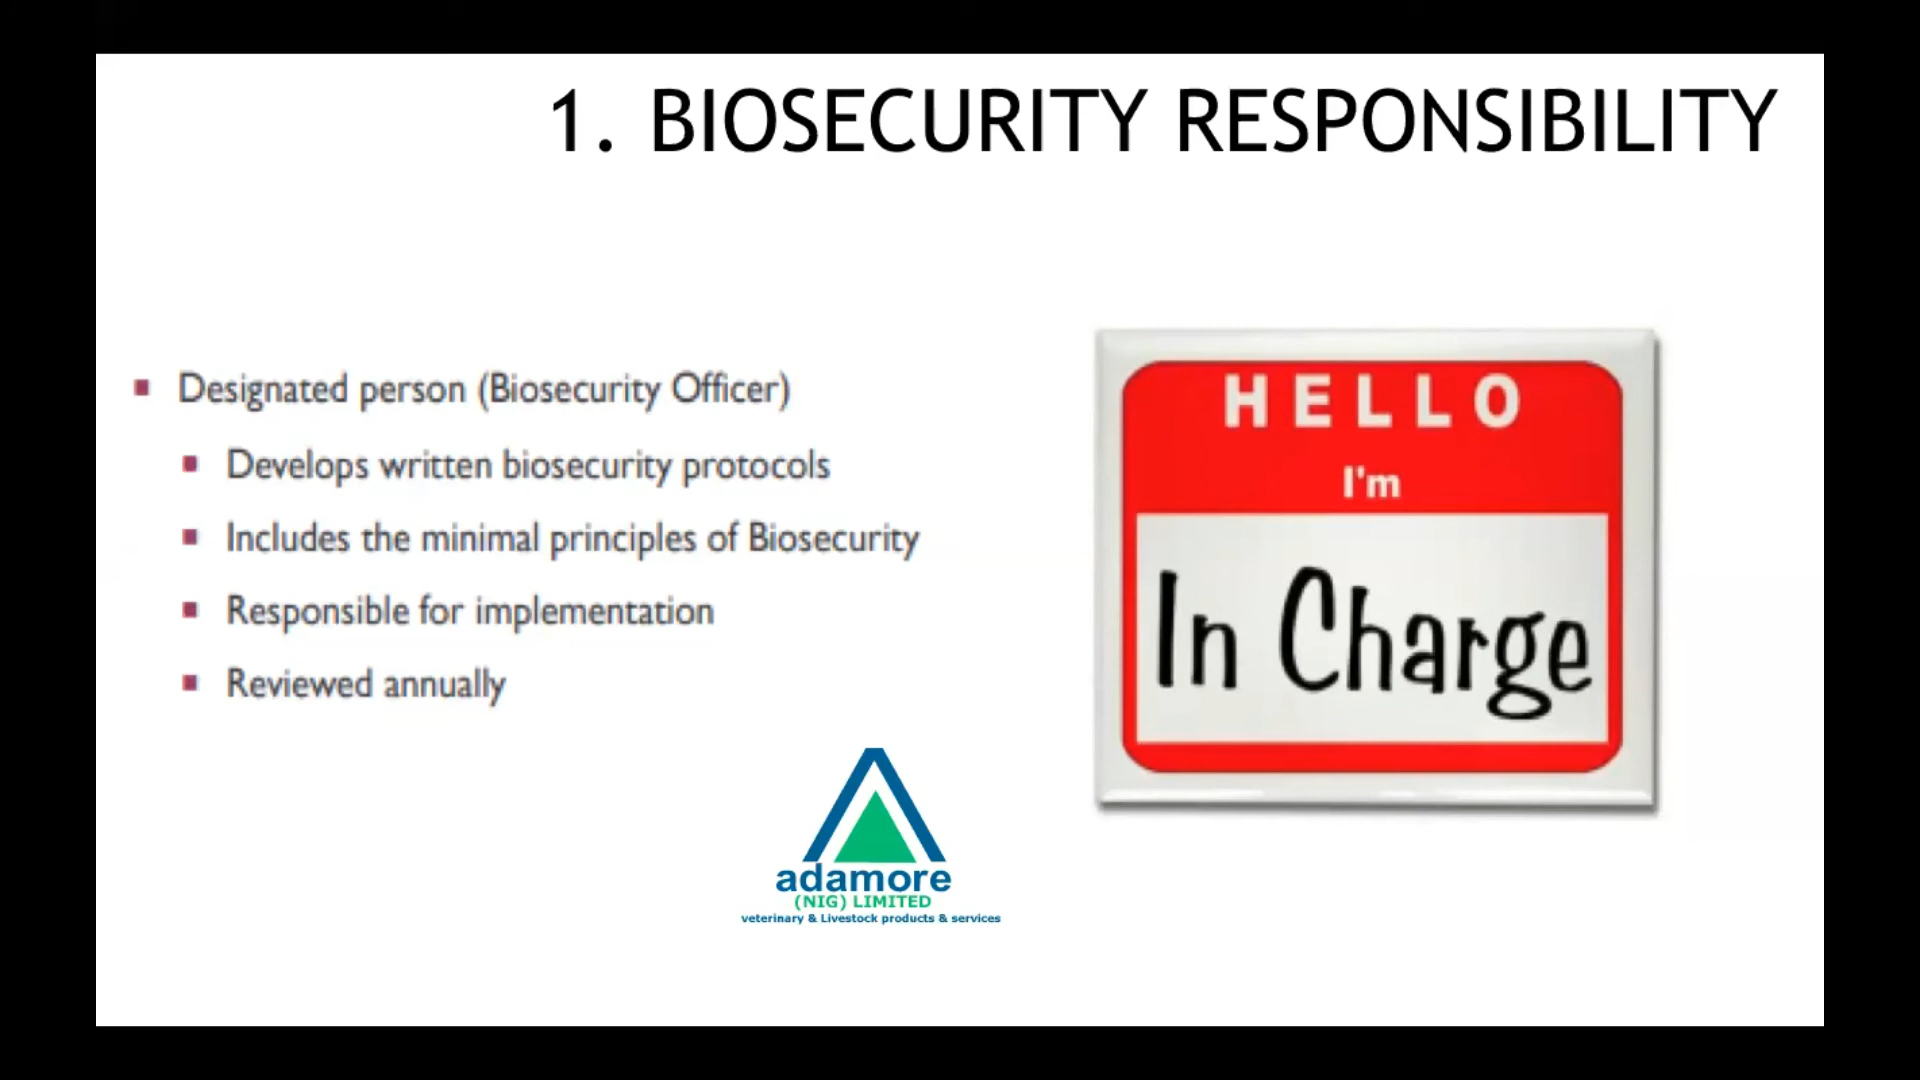 1. BIOSECURITY RESPONSIBILITY
Designated person (Biosecurity Officer)
Develops written biosecurity protocols
Includes the minimal principles of Biosecurity
Responsible for implementation
Reviewed annually
HELLO
I'm
In Charge
adamore
(NIG) LIMITED
veterinary & Livestock products & services